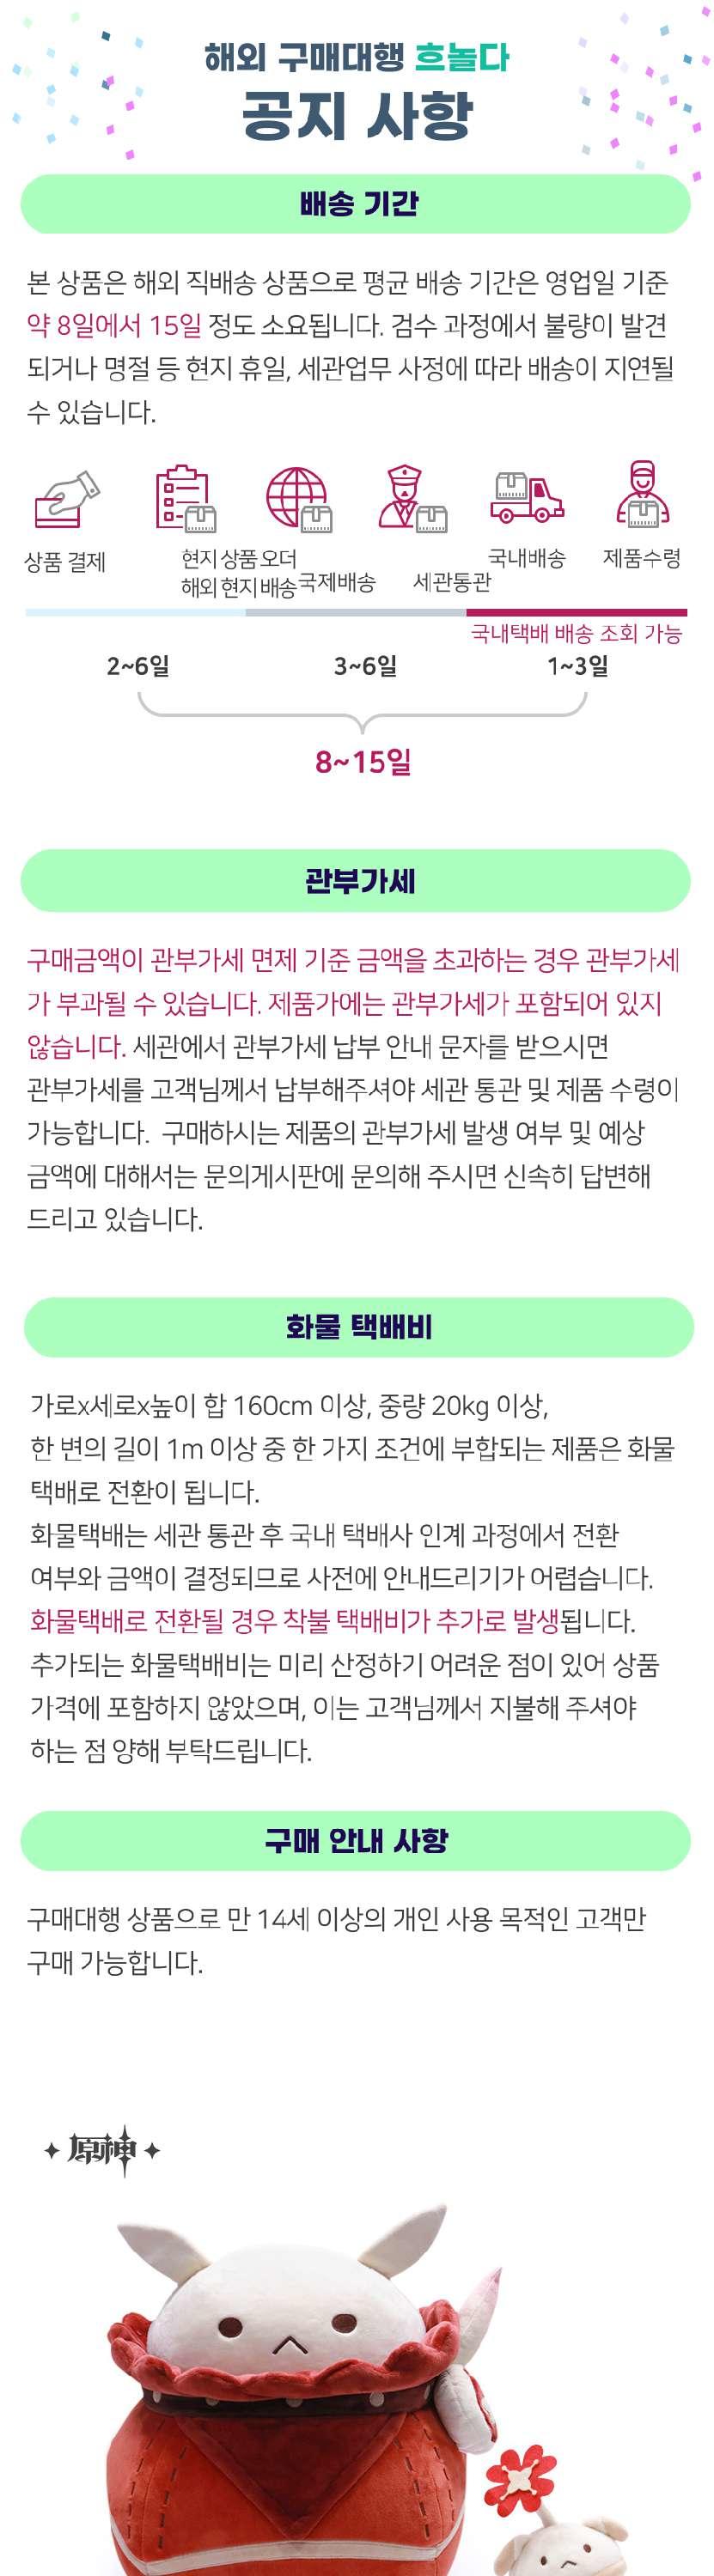 해외 구매대행 흐놀다
공지 사항
배송 기간
본 상품은 해외 직배송 상품으로 평균 배송 기간은 영업일 기준
약 8일에서 15일 정도 소요됩니다. 검수 과정에서 불량이 발견
되거나 명절 등 현지 휴일, 세관업무 사정에 따라 배송이 지연될
수 있습니다.
상품 결제
현지 상품 오더
해외 현지 배송
국제배송
세관통관
국내배송
제품수령
국내택배 배송 조회 가능
2~6일
3~6일
1~3일
8~15일
관부가세
구매금액이 관부가세 면제 기준 금액을 초과하는 경우 관부가세
가 부과될 수 있습니다. 제품가에는 관부가세가 포함되어 있지
않습니다. 세관에서 관부가세 납부 안내 문자를 받으시면
관부가세를 고객님께서 납부해주셔야 세관 통관 및 제품 수령이
가능합니다. 구매하시는 제품의 관부가세 발생 여부 및 예상
금액에 대해서는 문의게시판에 문의해 주시면 신속히 답변해
드리고 있습니다.
화물 택배비
가로x세로x높이 합 160cm 이상, 중량 20kg 이상,
한 변의 길이 1m 이상 중 한 가지 조건에 부합되는 제품은 화물
택배로 전환이 됩니다.
화물택배는 세관 통관 후 국내 택배사 인계 과정에서 전환
여부와 금액이 결정되므로 사전에 안내드리기가 어렵습니다.
화물택배로 전환될 경우 착불 택배비가 추가로 발생됩니다.
추가되는 화물택배비는 미리 산정하기 어려운 점이 있어 상품
가격에 포함하지 않았으며, 이는 고객님께서 지불해 주셔야
하는 점 양해 부탁드립니다.
구매 안내 사항
구매대행 상품으로 만 14세 이상의 개인 사용 목적인 고객만
구매 가능합니다.
原神